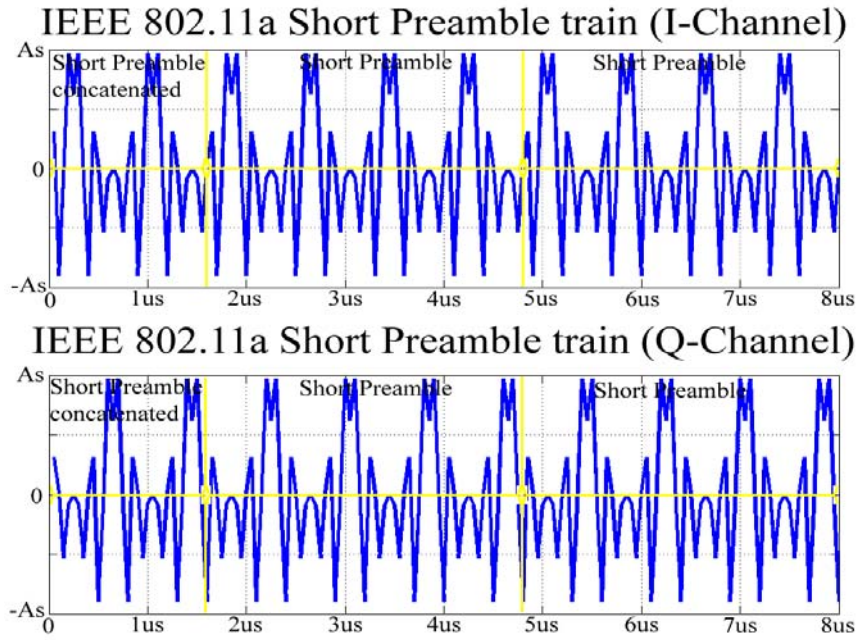 IEEE 802.11a Short Preamble train (I-Channel)
As
Short Preamble
concatenated
Short Preamble
Short Preamble
0
-As
0
1us
2us
3us
4us
5us
6us
7us
8us
IEEE 802.11a Short Preamble train (Q-Channel)
As
Short Preamble
concatenated
Short Preamble
Short Preamble
0
-As
0
1us
2us
3us
4us
5us
6us
7us
8us